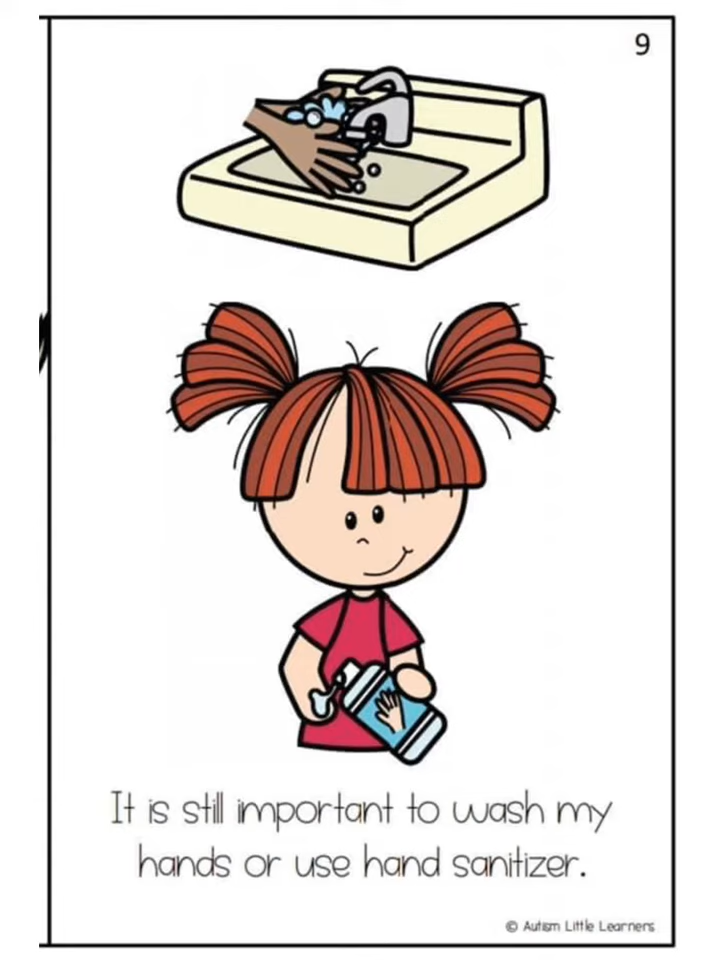 9
It is still important to wash my
hands or use hand sanitizer.
© Autism Little Learners